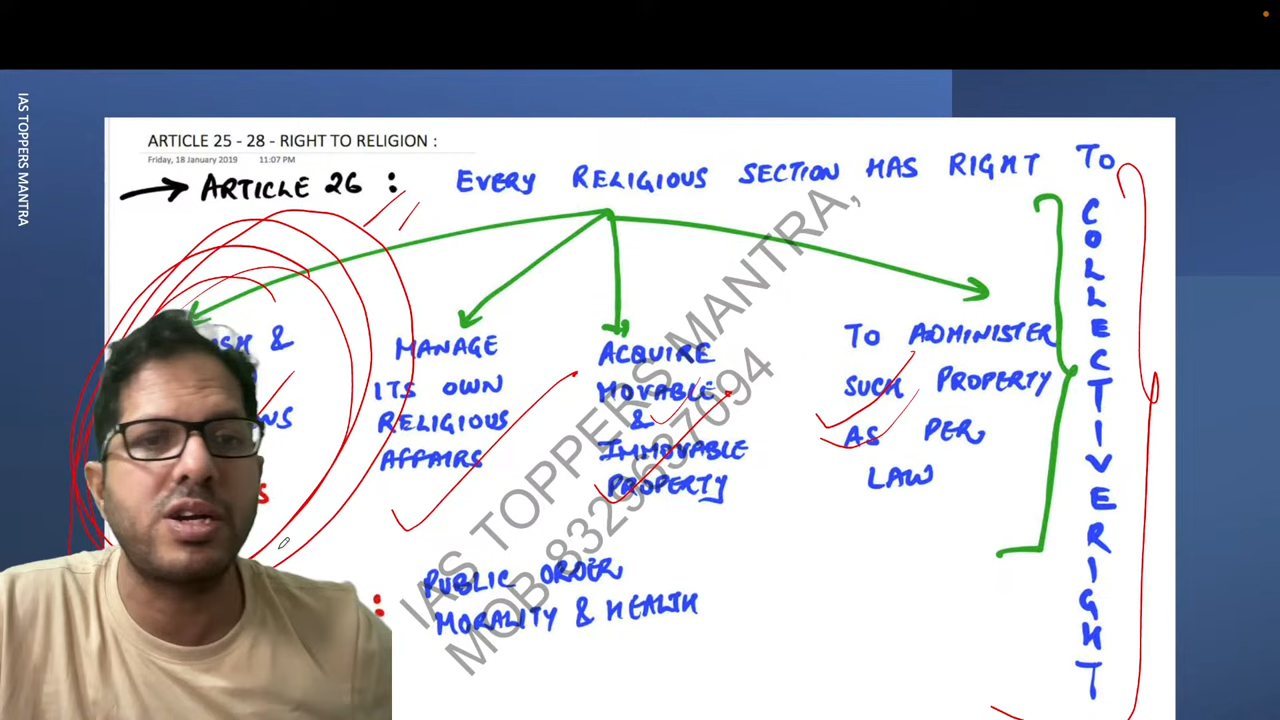 IAS TOPPERS MANTRA
ARTICLE 25 - 28 - RIGHT TO RELIGION :
Friday, 18 January 2019 11:07 PM
→ ARTICLE 26 : EVERY RELIGIOUS SECTION HAS RIGHT TO
&
MANAGE
ITS OWN
RELIGIOUS
AFFAIRS
ACQUIRE
MOVABLE
&
IMMOVABLE
PROPERTY
TO ADMINISTER
SUCH PROPERTY
AS PER
LAW
COLLECTIVE RIGHT
: PUBLIC ORDER
MORALITY & HEALTH
IAS TOPPERS MANTRA,
MOB 8329637094